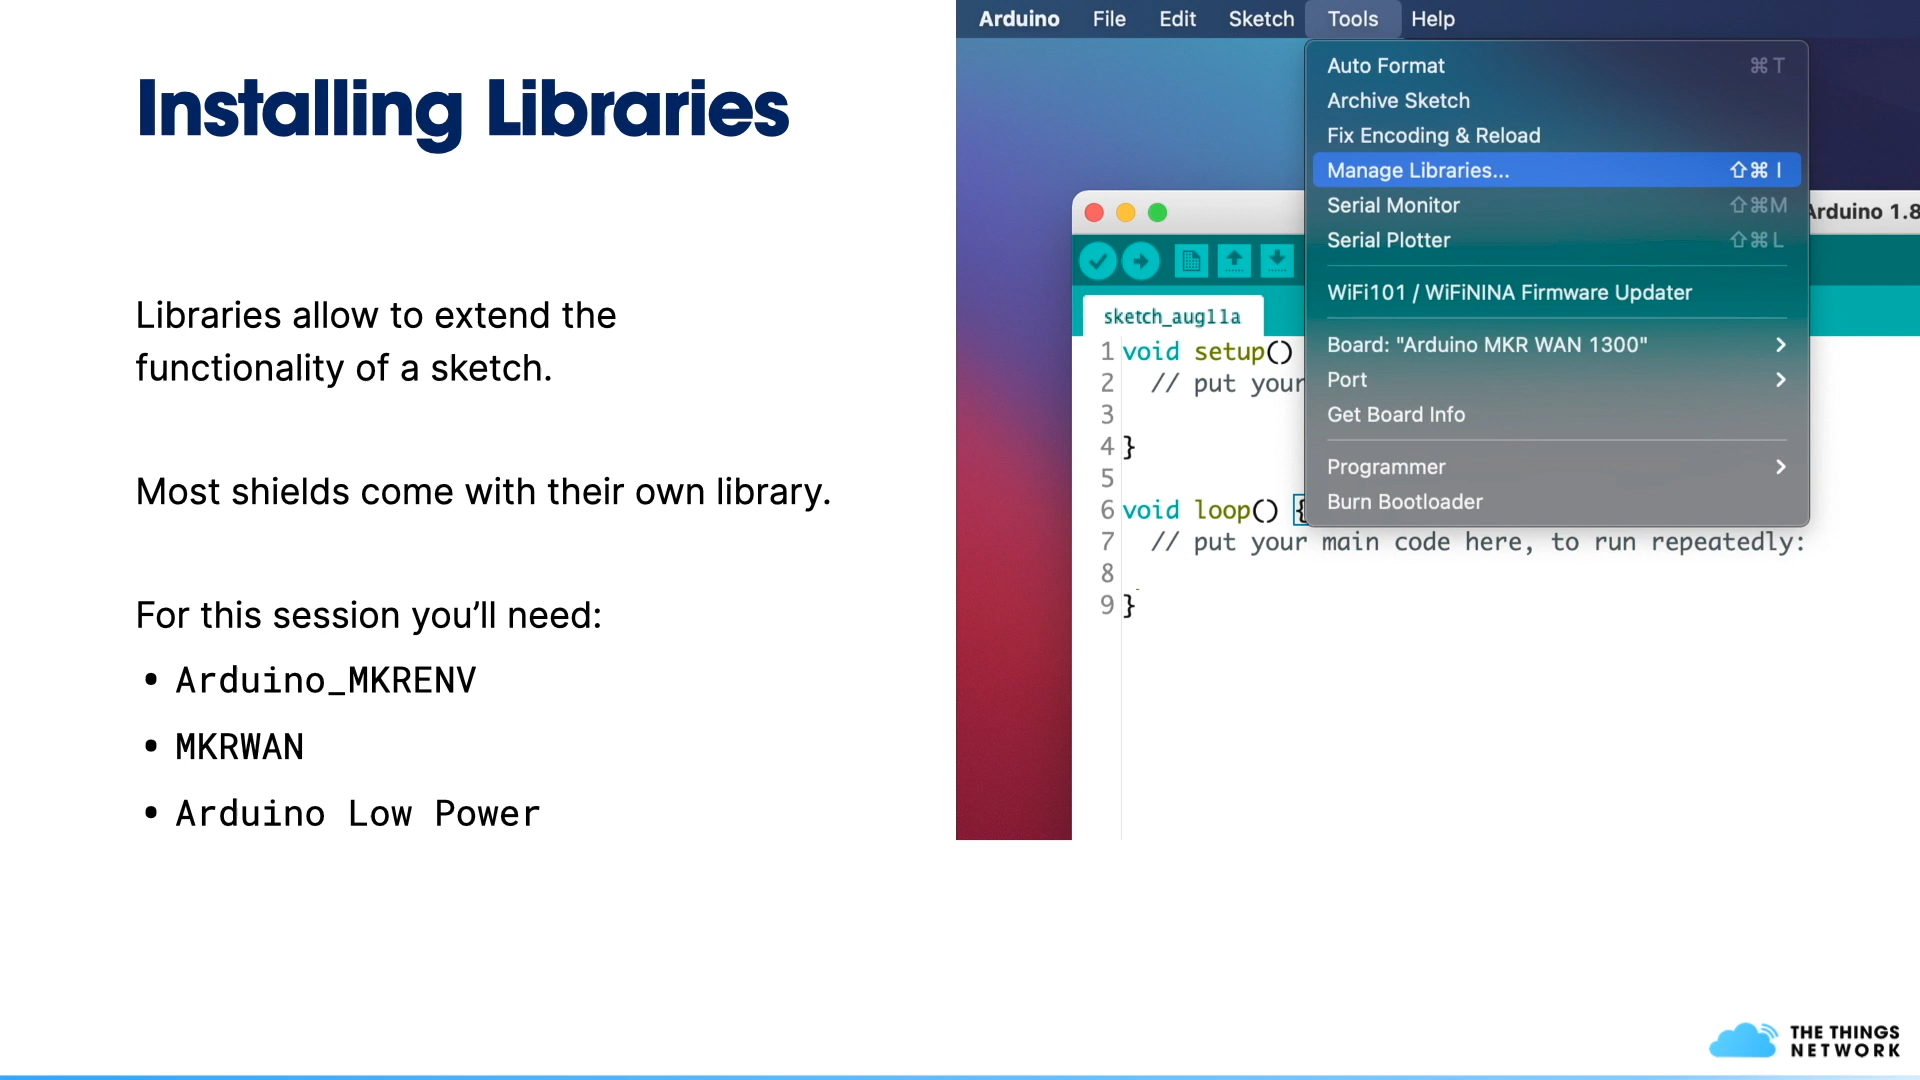 Installing Libraries
Libraries allow to extend the
functionality of a sketch.
Most shields come with their own library.
For this session you’ll need:
• Arduino_MKRENV
• MKRWAN
• Arduino Low Power
Arduino File Edit Sketch Tools Help
Auto Format ⌘T
Archive Sketch
Fix Encoding & Reload
Manage Libraries... ⇧⌘I
Serial Monitor ⇧⌘M
Serial Plotter ⇧⌘L
WiFi101 / WiFiNINA Firmware Updater
Board: "Arduino MKR WAN 1300"
Port
Get Board Info
Programmer
Burn Bootloader
Arduino 1.8
sketch_aug11a
1 void setup()
2 // put your
3
4 }
5
6 void loop() {
7 // put your main code here, to run repeatedly:
8
9 }
THE THINGS
NETWORK